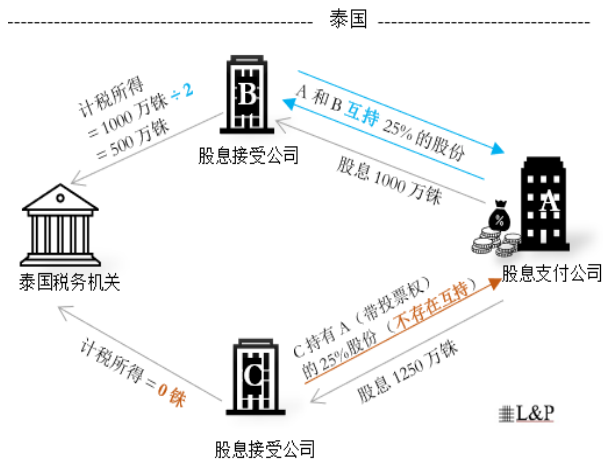 泰国
B
计税所得
= 1000 万铢 ÷ 2
= 500 万铢
A 和 B 互持 25% 的股份
股息接受公司
股息 1000 万铢
A
%
泰国税务机关
股息支付公司
C 持有 A（带投票权）
的 25%股份（不存在互持）
C
计税所得 = 0 铢
股息 1250 万铢
L&P
股息接受公司